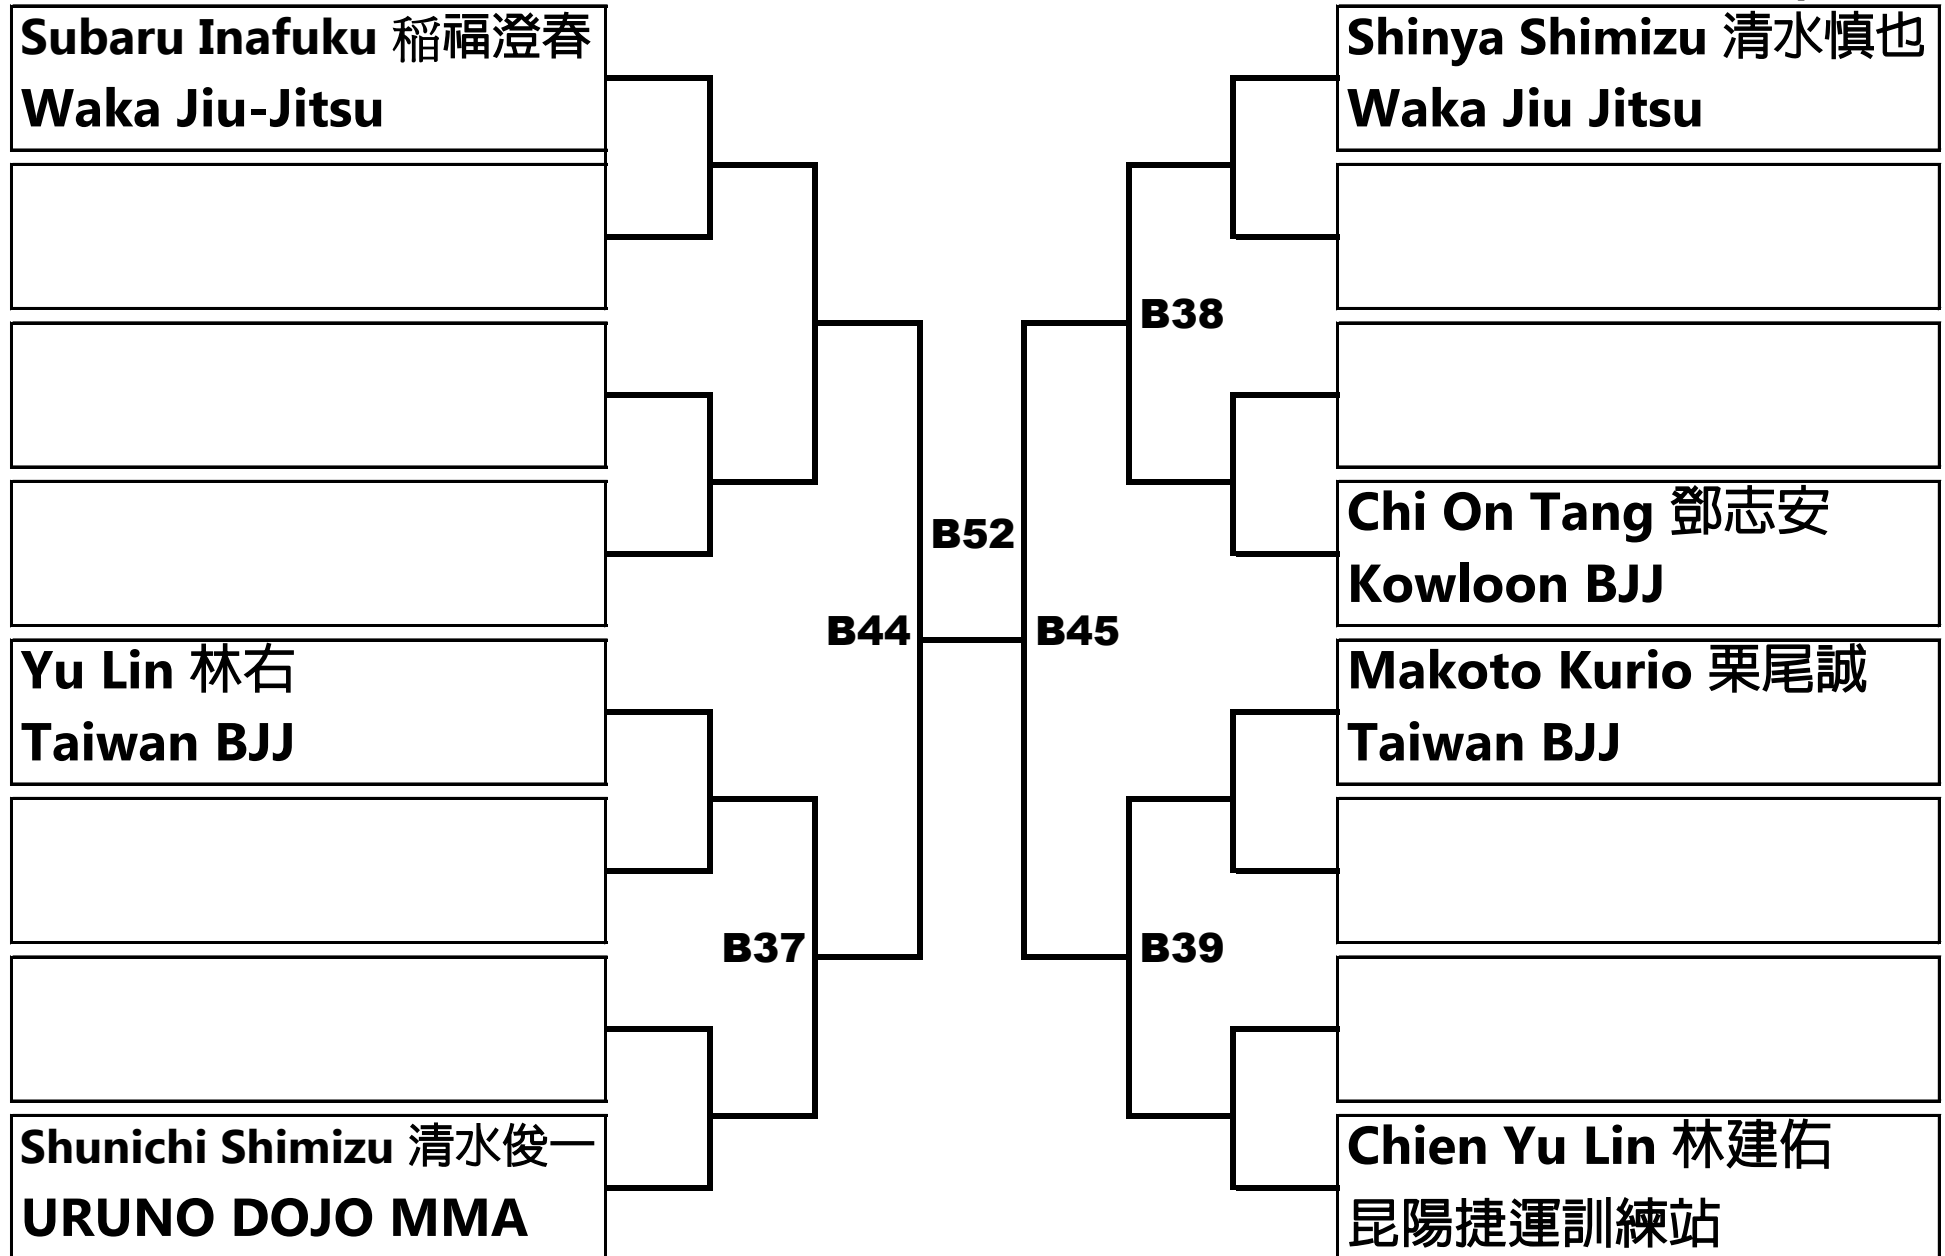 Subaru Inafuku 稲福澄春
Waka Jiu-Jitsu
Yu Lin 林右
Taiwan BJJ
Shunichi Shimizu 清水俊一
URUNO DOJO MMA
B37
B44
B52
B45
B38
B39
Shinya Shimizu 清水慎也
Waka Jiu Jitsu
Chi On Tang 鄧志安
Kowloon BJJ
Makoto Kurio 栗尾誠
Taiwan BJJ
Chien Yu Lin 林建佑
昆陽捷運訓練站